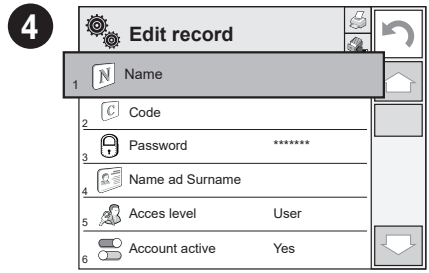 4
Edit record
1 N Name
2 C Code
3 Password *******
4 Name ad Surname
5 Acces level User
6 Account active Yes